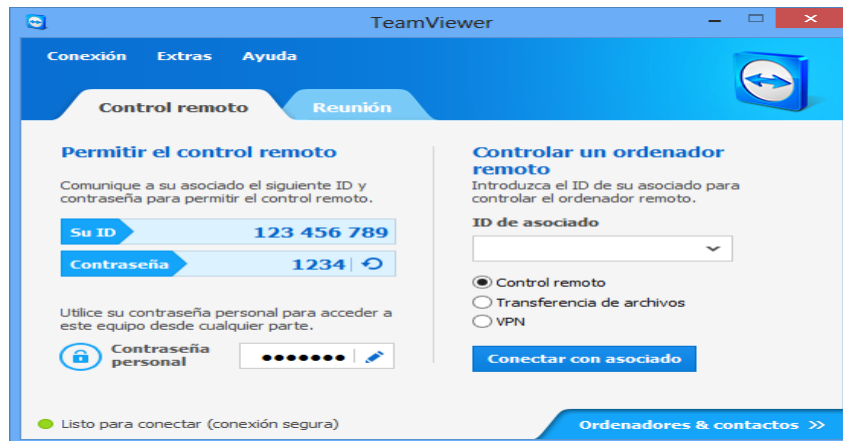 TeamViewer
Conexión Extras Ayuda
Control remoto
Reunión
Permitir el control remoto
Comunique a su asociado el siguiente ID y
contraseña para permitir el control remoto.
Su ID
123 456 789
Contraseña
1234
Utilice su contraseña personal para acceder a
este equipo desde cualquier parte.
Contraseña
personal
Controlar un ordenador
remoto
Introduzca el ID de su asociado para
controlar el ordenador remoto.
ID de asociado
Control remoto
Transferencia de archivos
VPN
Conectar con asociado
Listo para conectar (conexión segura)
Ordenadores & contactos >>